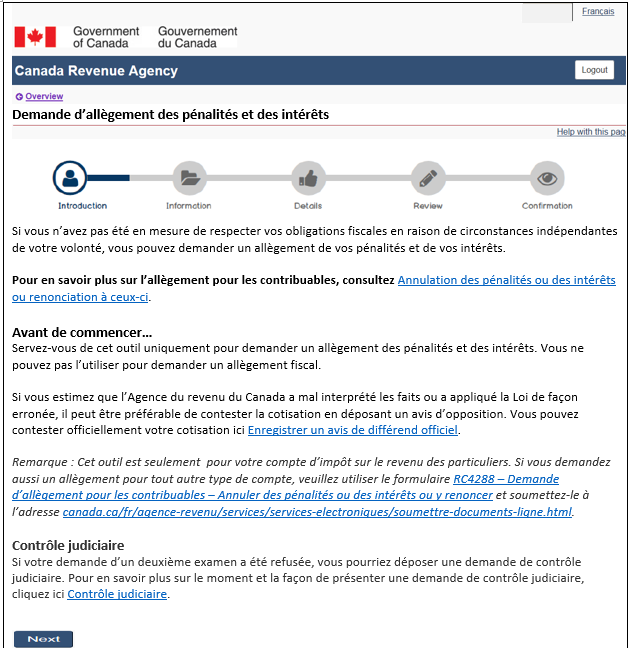 Français
Government
of Canada
Gouvernement
du Canada
Canada Revenue Agency
Logout
Overview
Demande d’allègement des pénalités et des intérêts
Help with this pag
Introduction
Information
Details
Review
Confirmation
Si vous n’avez pas été en mesure de respecter vos obligations fiscales en raison de circonstances indépendantes
de votre volonté, vous pouvez demander un allègement de vos pénalités et de vos intérêts.
Pour en savoir plus sur l’allègement pour les contribuables, consultez Annulation des pénalités ou des intérêts
ou renonciation à ceux-ci.
Avant de commencer...
Servez-vous de cet outil uniquement pour demander un allègement des pénalités et des intérêts. Vous ne
pouvez pas l’utiliser pour demander un allègement fiscal.
Si vous estimez que l’Agence du revenu du Canada a mal interprété les faits ou a appliqué la Loi de façon
erronée, il peut être préférable de contester la cotisation en déposant un avis d’opposition. Vous pouvez
contester officiellement votre cotisation ici Enregistrer un avis de différend officiel.
Remarque : Cet outil est seulement pour votre compte d’impôt sur le revenu des particuliers. Si vous demandez
aussi un allègement pour tout autre type de compte, veuillez utiliser le formulaire RC4288 – Demande
d’allègement pour les contribuables – Annuler des pénalités ou des intérêts ou y renoncer et soumettez-le à
l’adresse canada.ca/fr/agence-revenu/services/services-electroniques/soumettre-documents-ligne.html.
Contrôle judiciaire
Si votre demande d’un deuxième examen a été refusée, vous pourriez déposer une demande de contrôle
judiciaire. Pour en savoir plus sur le moment et la façon de présenter une demande de contrôle judiciaire,
cliquez ici Contrôle judiciaire.
Next